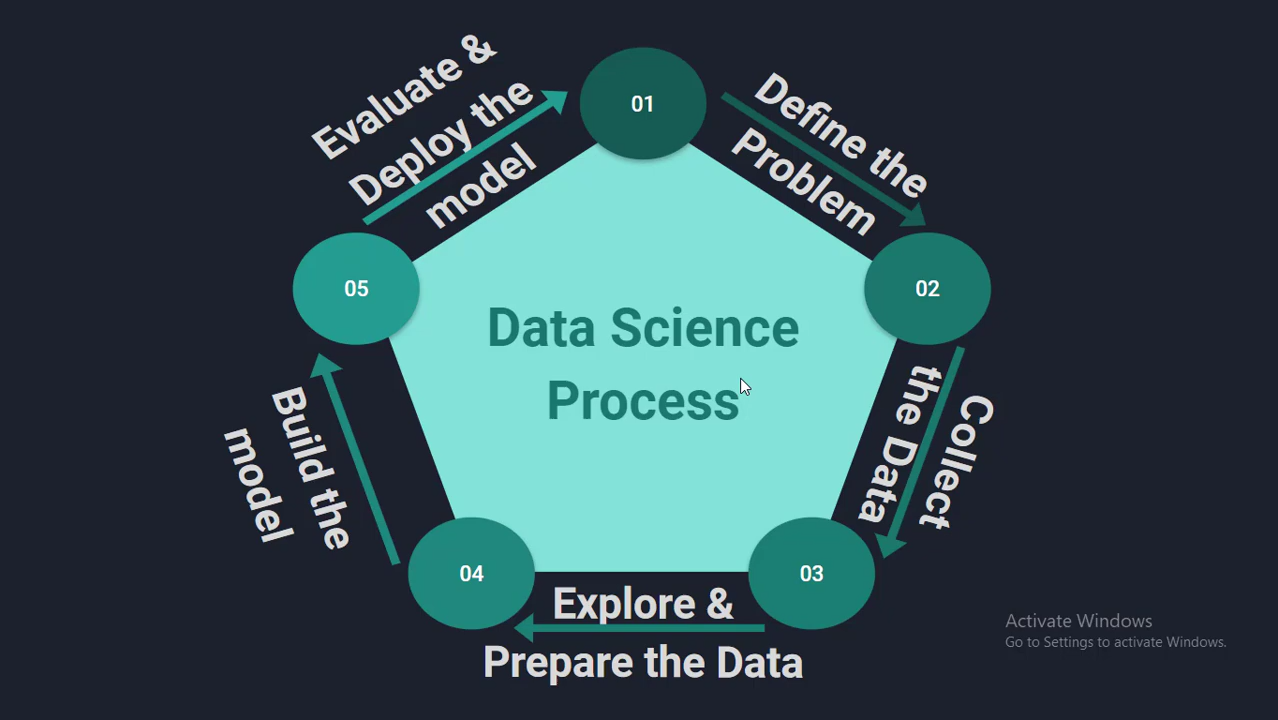 01
Define the
Problem
02
Collect
the Data
03
Explore &
Prepare the Data
04
Build the
model
05
Evaluate &
Deploy the
model
Data Science
Process
Activate Windows
Go to Settings to activate Windows.